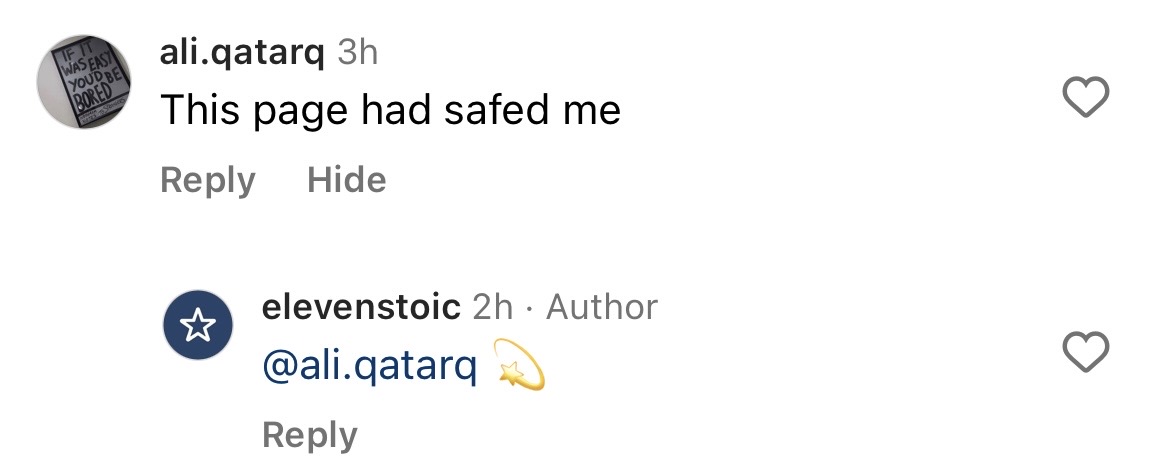 IF IT
WAS EASY
YOU'D BE
BORED
ali.qatarq 3h
This page had safed me
Reply Hide
elevenstoic 2h · Author
@ali.qatarq 💫
Reply